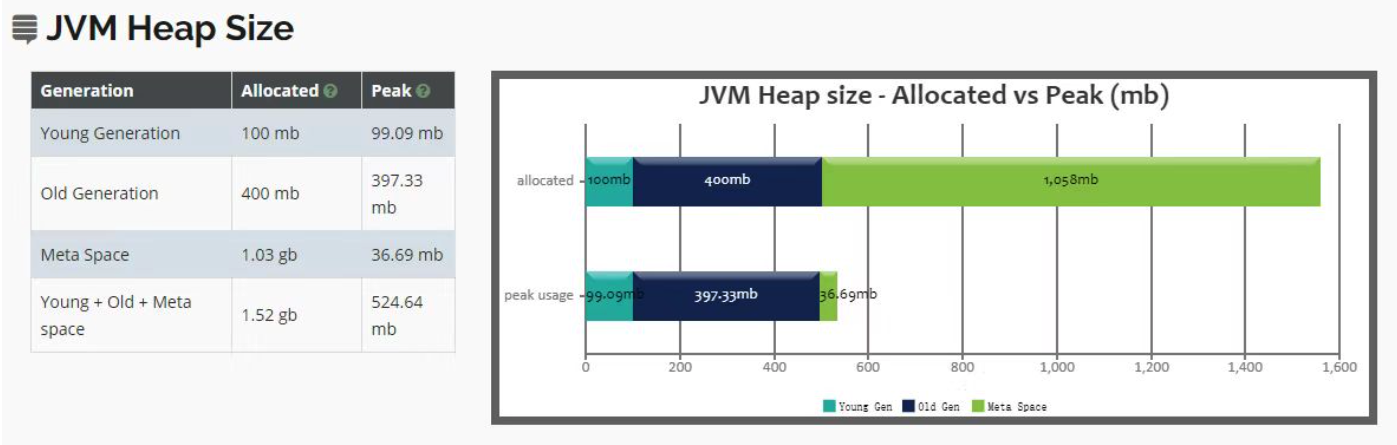 JVM Heap Size
Generation Allocated Peak
Young Generation 100 mb 99.09 mb
Old Generation 400 mb 397.33
mb
Meta Space 1.03 gb 36.69 mb
Young + Old + Meta
space 1.52 gb 524.64
mb
JVM Heap size - Allocated vs Peak (mb)
allocated 100mb 400mb 1,058mb
peak usage 99.09mb 397.33mb 36.69mb
0 200 400 600 800 1,000 1,200 1,400 1,600
Young Gen Old Gen Meta Space